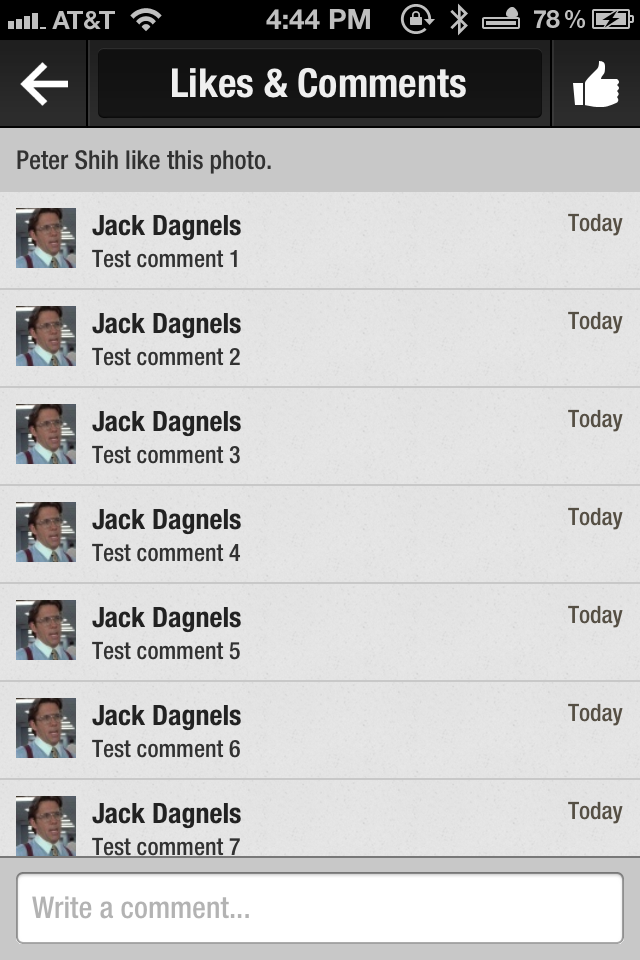 AT&T 4:44 PM 78 %
Likes & Comments
Peter Shih like this photo.
Jack Dagnels Today
Test comment 1
Jack Dagnels Today
Test comment 2
Jack Dagnels Today
Test comment 3
Jack Dagnels Today
Test comment 4
Jack Dagnels Today
Test comment 5
Jack Dagnels Today
Test comment 6
Jack Dagnels Today
Test comment 7
Write a comment...